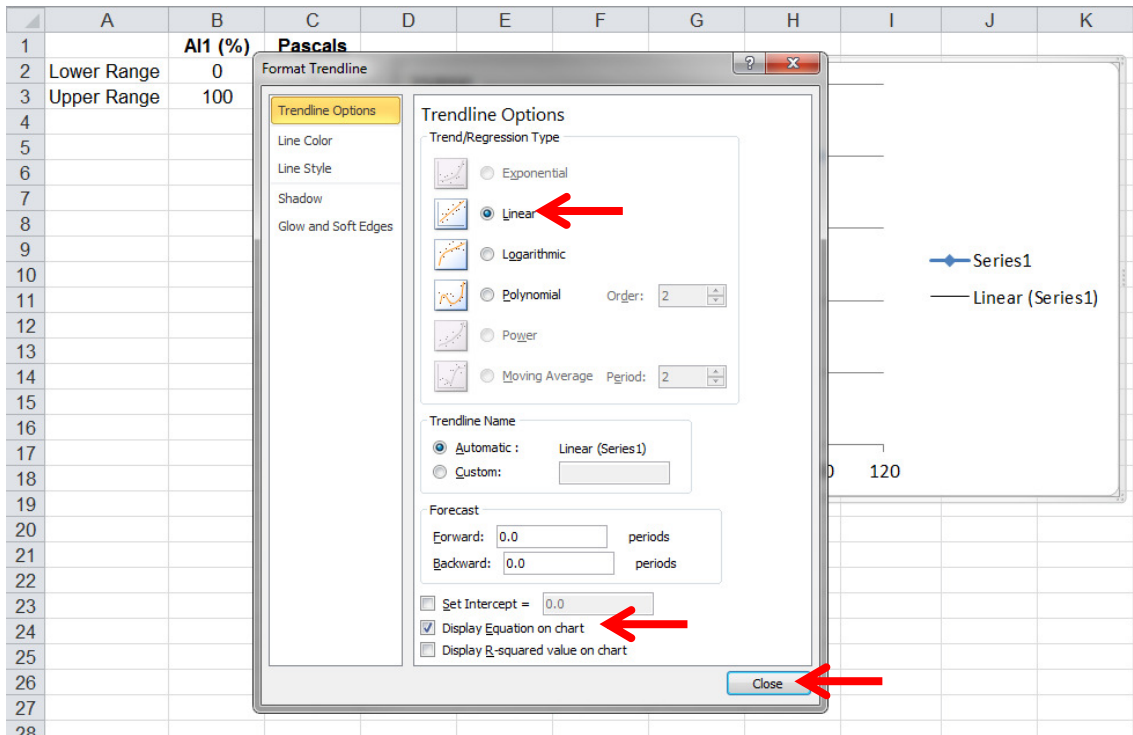 A B C D E F G H I J K
1 AI1 (%) Pascals
2 Lower Range 0
3 Upper Range 100
4
5
6
7
8
9
10
11
12
13
14
15
16
17
18
19
20
21
22
23
24
25
26
27
28
Format Trendline
?
X
Trendline Options
Line Color
Line Style
Shadow
Glow and Soft Edges
Trendline Options
Trend/Regression Type
Exponential
Linear
Logarithmic
Polynomial Order: 2
Power
Moving Average Period: 2
Trendline Name
Automatic : Linear (Series1)
Custom:
Forecast
Forward: 0.0 periods
Backward: 0.0 periods
Set Intercept = 0.0
Display Equation on chart
Display R-squared value on chart
Close
Series1
Linear (Series1)
120